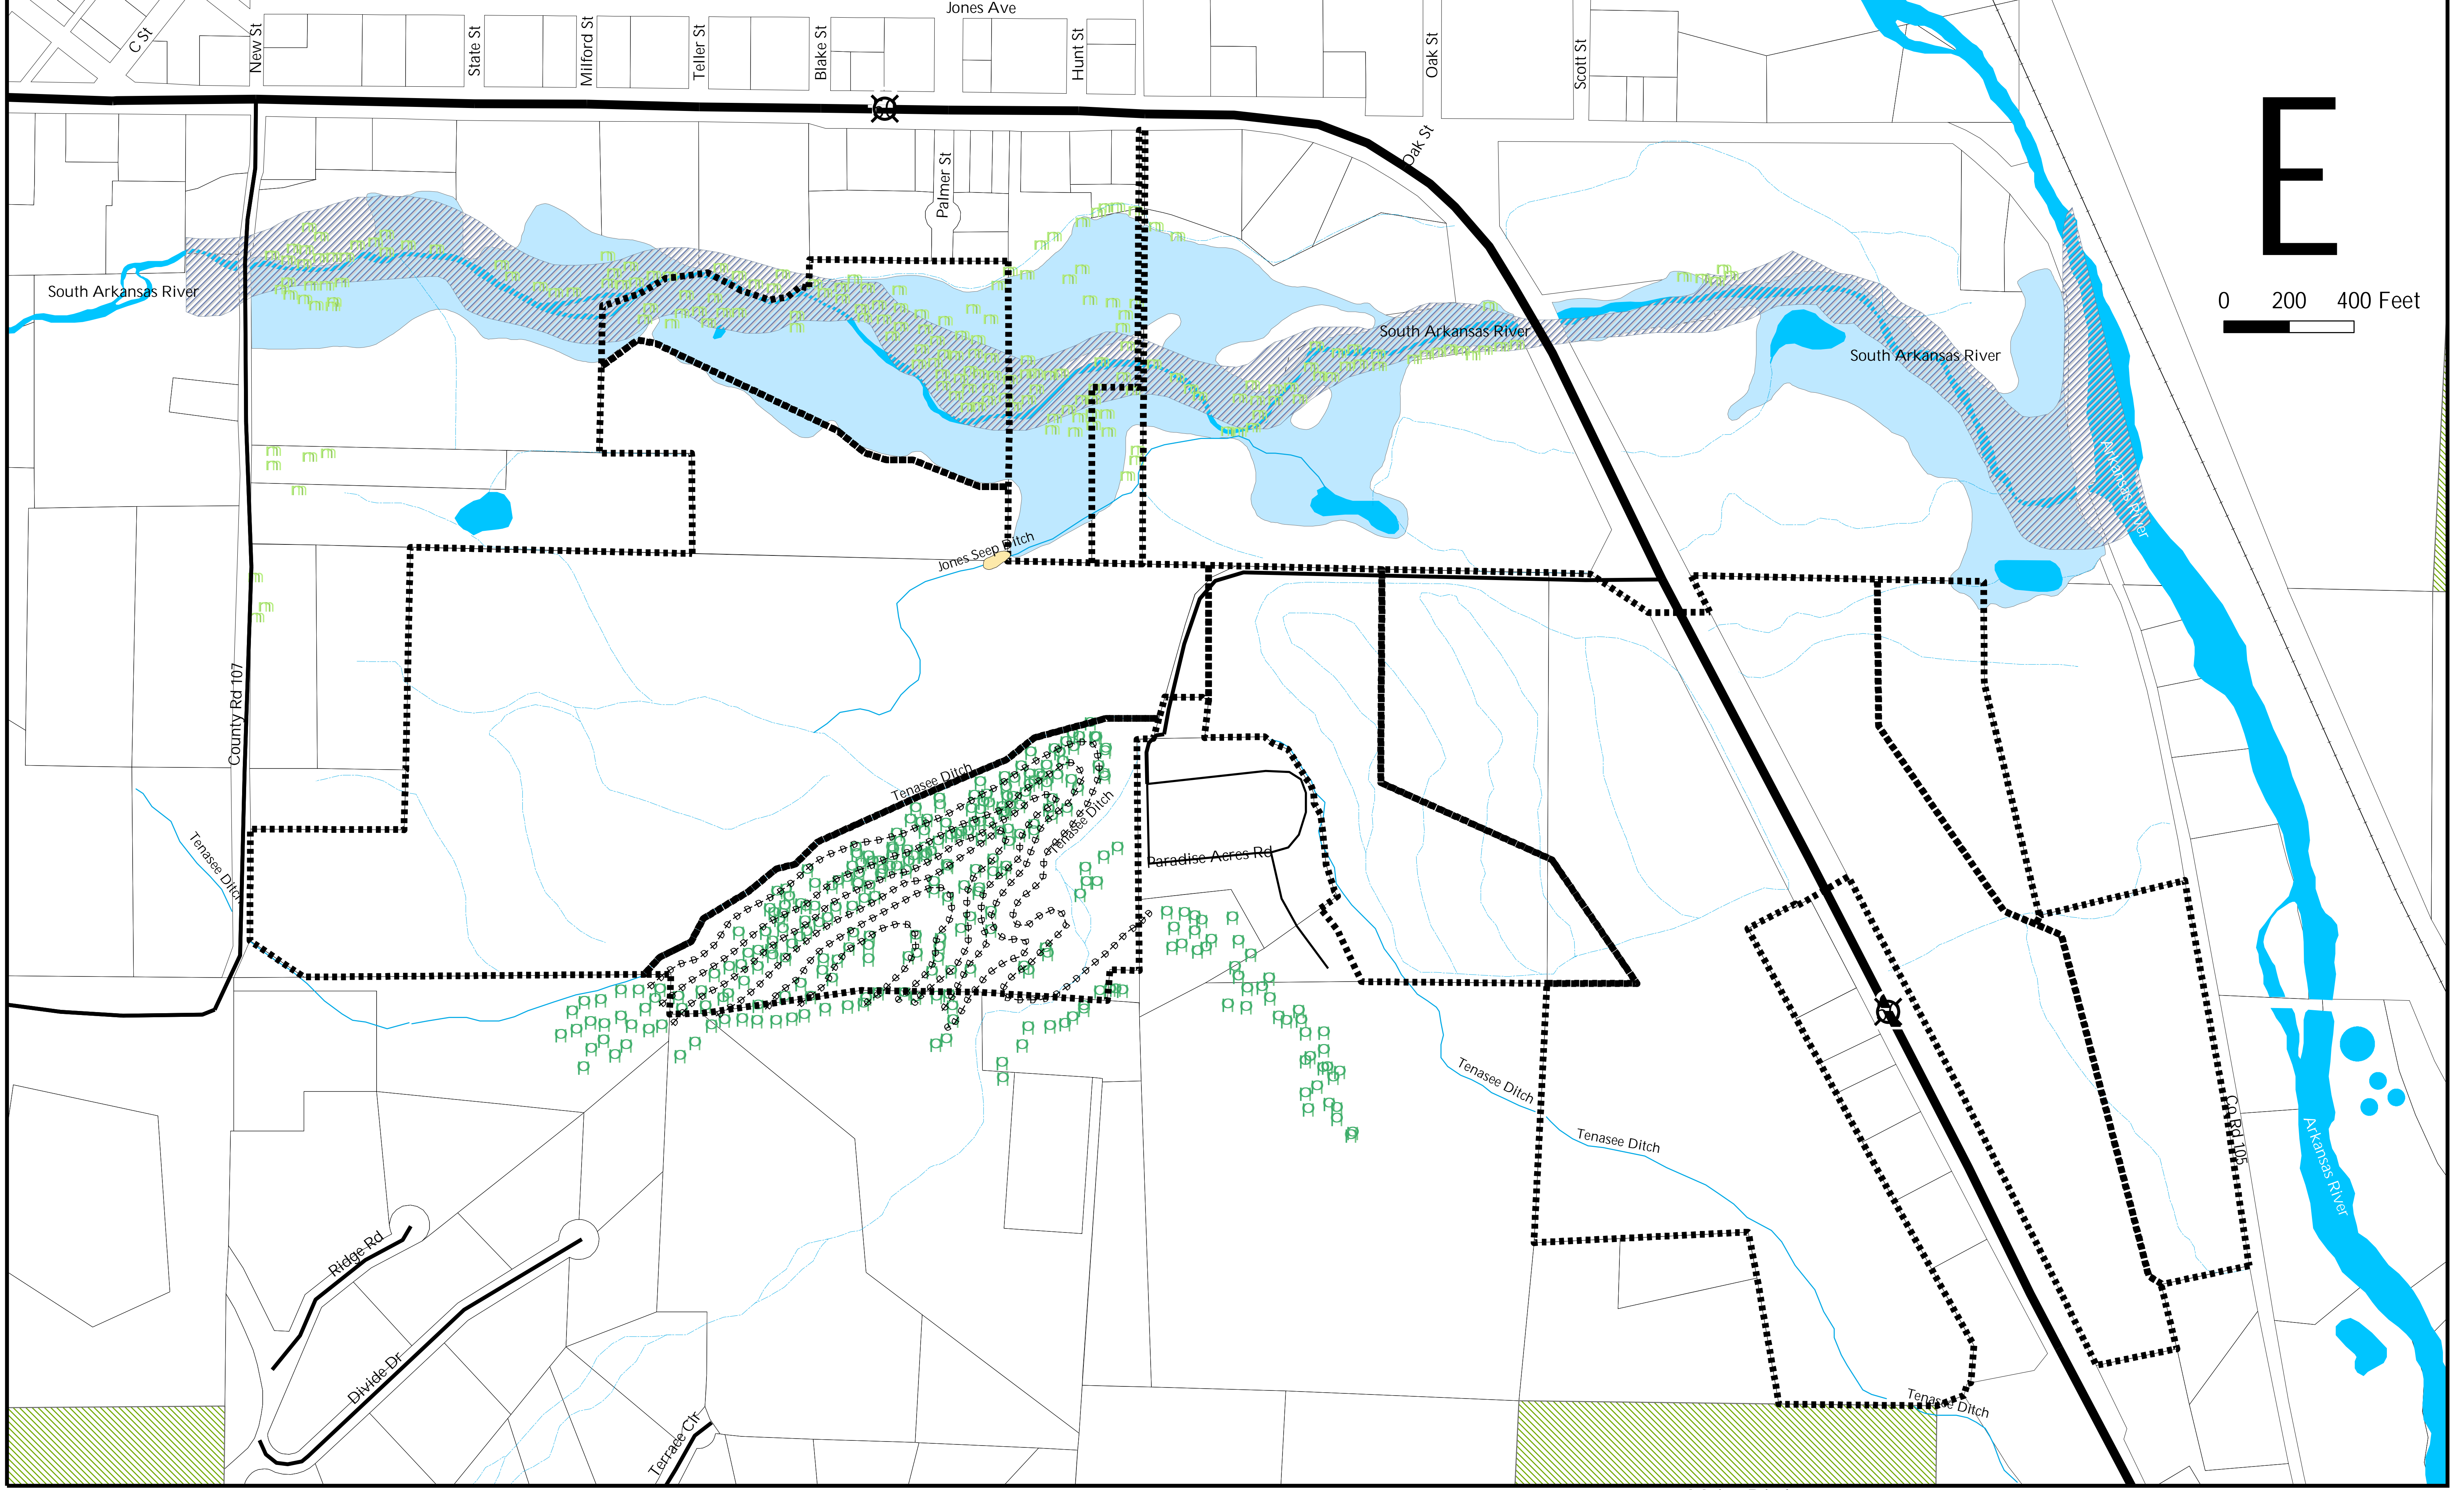 Jones Ave
C St
New St
State St
Milford St
Teller St
Blake St
Hunt St
Oak St
Scott St
E
Palmer St
Oak St
0 200 400 Feet
South Arkansas River
South Arkansas River
South Arkansas River
Arkansas River
Jones Seep Ditch
County Rd 107
Tenasee Ditch
Tenasee Ditch
Tenasee Ditch
Paradise Acres Rd
Tenasee Ditch
Tenasee Ditch
Co Rd 105
Arkansas River
Ridge Rd
Divide Dr
Terrace Clr
Tenasee Ditch